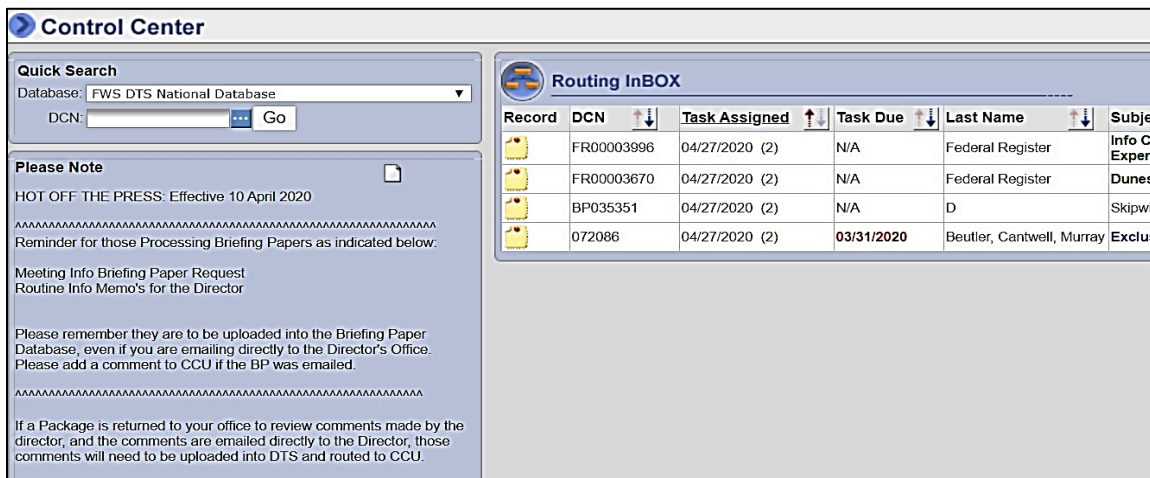 Control Center
Quick Search
Database: FWS DTS National Database
DCN: Go
Please Note
HOT OFF THE PRESS: Effective 10 April 2020
^^^^^^^^^^^^^^^^^^^^^^^^^^^^^^^^^^^^^^^^^^^^^^^^^^^^^^^^^^^^^^^
Reminder for those Processing Briefing Papers as indicated below:
Meeting Info Briefing Paper Request
Routine Info Memo's for the Director
Please remember they are to be uploaded into the Briefing Paper
Database, even if you are emailing directly to the Director's Office.
Please add a comment to CCU if the BP was emailed.
^^^^^^^^^^^^^^^^^^^^^^^^^^^^^^^^^^^^^^^^^^^^^^^^^^^^^^^^^^^^^
If a Package is returned to your office to review comments made by the
director, and the comments are emailed directly to the Director, those
comments will need to be uploaded into DTS and routed to CCU.
Routing InBOX
Record DCN Task Assigned Task Due Last Name Subje
FR00003996 04/27/2020 (2) N/A Federal Register Info C
Exper
FR00003670 04/27/2020 (2) N/A Federal Register Dunes
BP035351 04/27/2020 (2) N/A D Skipwi
072086 04/27/2020 (2) 03/31/2020 Beutler, Cantwell, Murray Exclu